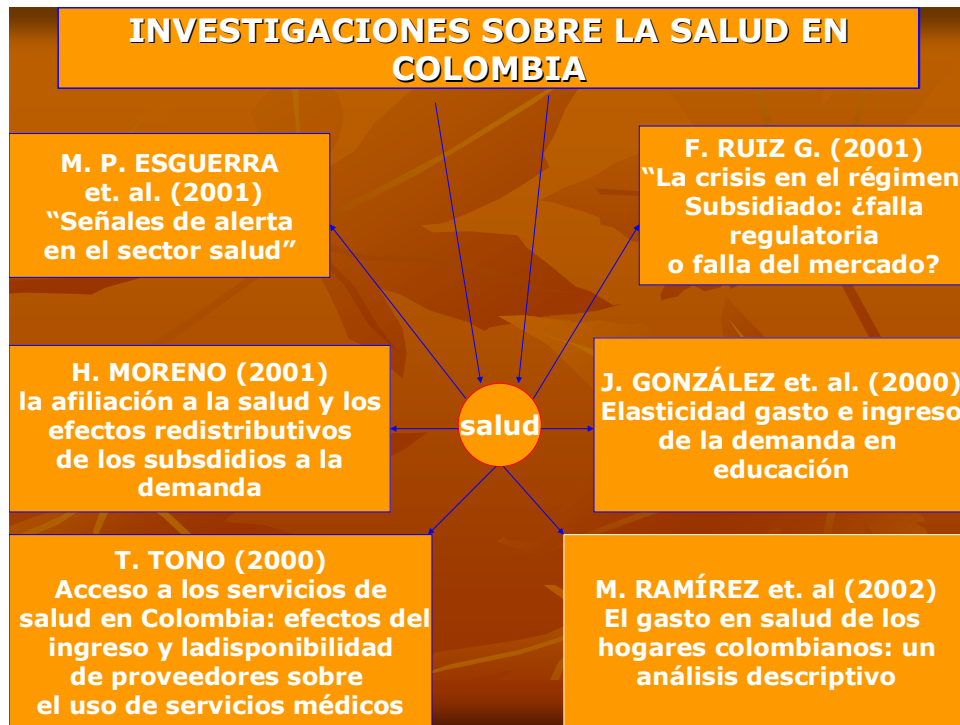 INVESTIGACIONES SOBRE LA SALUD EN
COLOMBIA
M. P. ESGUERRA
et. al. (2001)
“Señales de alerta
en el sector salud”
F. RUIZ G. (2001)
“La crisis en el régimen
Subsidiado: ¿falla
regulatoria
o falla del mercado?
H. MORENO (2001)
la afiliación a la salud y los
efectos redistributivos
de los subsdidios a la
demanda
salud
J. GONZÁLEZ et. al. (2000)
Elasticidad gasto e ingreso
de la demanda en
educación
T. TONO (2000)
Acceso a los servicios de
salud en Colombia: efectos del
ingreso y ladisponibilidad
de proveedores sobre
el uso de servicios médicos
M. RAMÍREZ et. al (2002)
El gasto en salud de los
hogares colombianos: un
análisis descriptivo